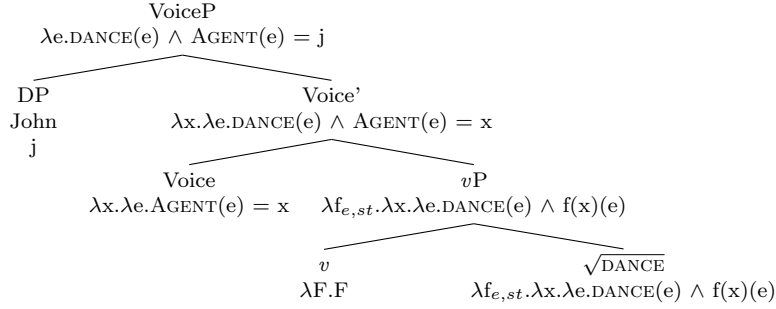 VoiceP
λe.DANCE(e) ∧ AGENT(e) = j
DP Voice'
John λx.λe.DANCE(e) ∧ AGENT(e) = x
j
Voice vP
λx.λe.AGENT(e) = x λf_{e,st}.λx.λe.DANCE(e) ∧ f(x)(e)
v √DANCE
λF.F λf_{e,st}.λx.λe.DANCE(e) ∧ f(x)(e)